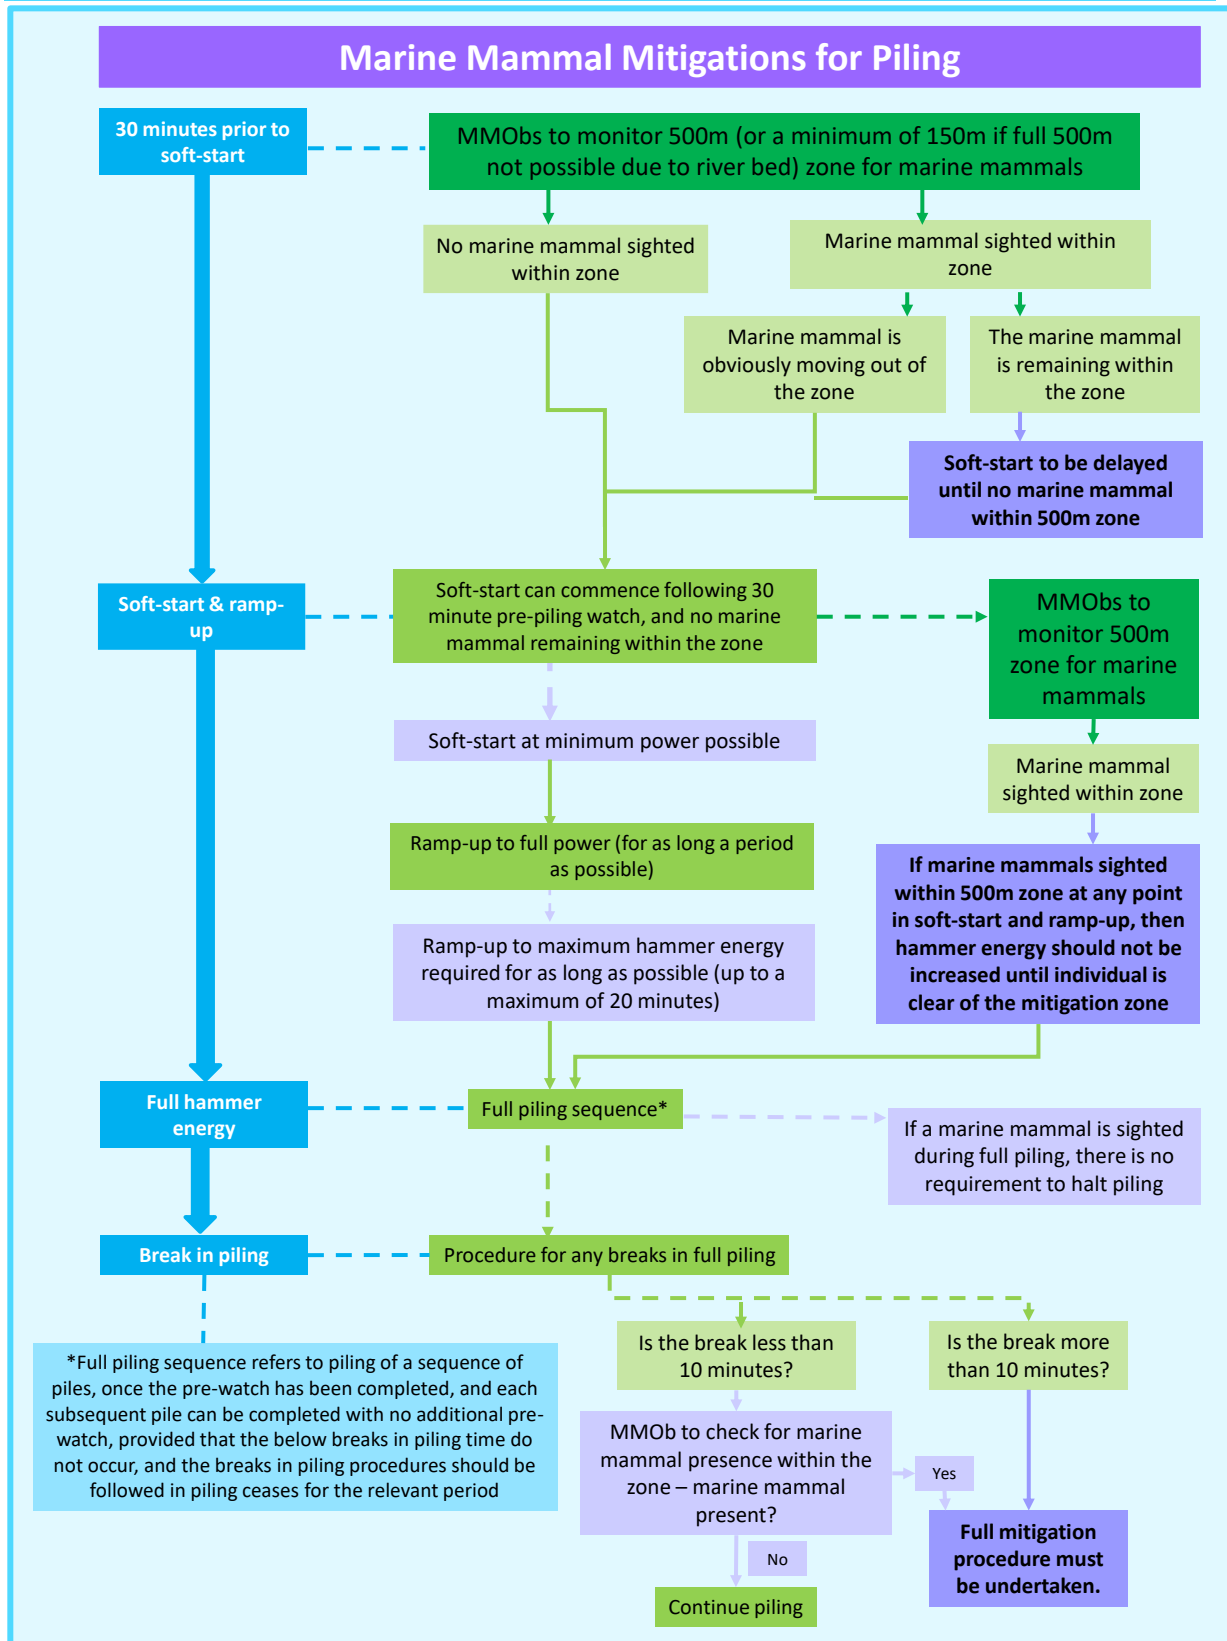 Marine Mammal Mitigations for Piling
30 minutes prior to
soft-start
MMObs to monitor 500m (or a minimum of 150m if full 500m
not possible due to river bed) zone for marine mammals
No marine mammal sighted
within zone
Marine mammal sighted within
zone
Marine mammal is
obviously moving out of
the zone
The marine mammal
is remaining within
the zone
Soft-start to be delayed
until no marine mammal
within 500m zone
Soft-start & ramp-
up
Soft-start can commence following 30
minute pre-piling watch, and no marine
mammal remaining within the zone
MMObs to
monitor 500m
zone for marine
mammals
Soft-start at minimum power possible
Marine mammal
sighted within zone
Ramp-up to full power (for as long a period
as possible)
If marine mammals sighted
within 500m zone at any point
in soft-start and ramp-up, then
hammer energy should not be
increased until individual is
clear of the mitigation zone
Ramp-up to maximum hammer energy
required for as long as possible (up to a
maximum of 20 minutes)
Full hammer
energy
Full piling sequence*
If a marine mammal is sighted
during full piling, there is no
requirement to halt piling
Break in piling
Procedure for any breaks in full piling
*Full piling sequence refers to piling of a sequence of
piles, once the pre-watch has been completed, and each
subsequent pile can be completed with no additional pre-
watch, provided that the below breaks in piling time do
not occur, and the breaks in piling procedures should be
followed in piling ceases for the relevant period
Is the break less than
10 minutes?
Is the break more
than 10 minutes?
MMOb to check for marine
mammal presence within the
zone – marine mammal
present?
Yes
No
Full mitigation
procedure must
be undertaken.
Continue piling